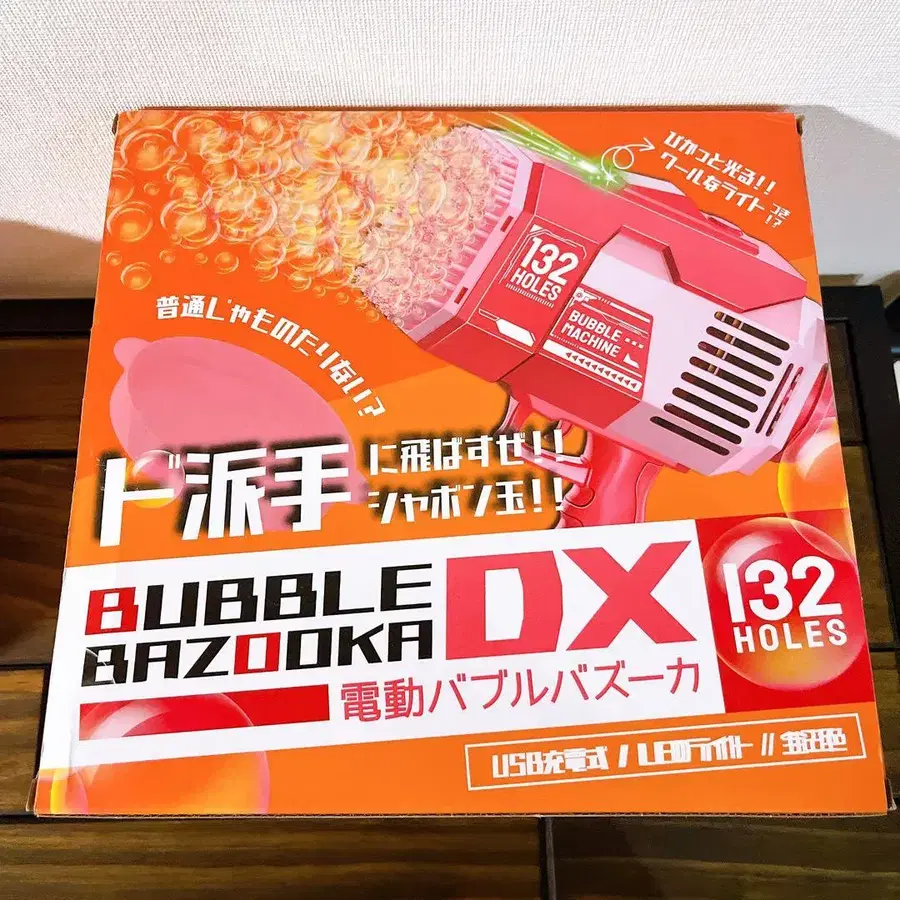 ぴかっと光る!!
クールなライトつき!?
132
HOLES
BUBBLE
MACHINE
普通じゃものたりない?
ド派手に飛ばすぜ!!
シャボン玉!!
BUBBLE
BAZOOKA
DX
132
HOLES
電動バブルバズーカ
USB充電式 / LEDライト // 全2色